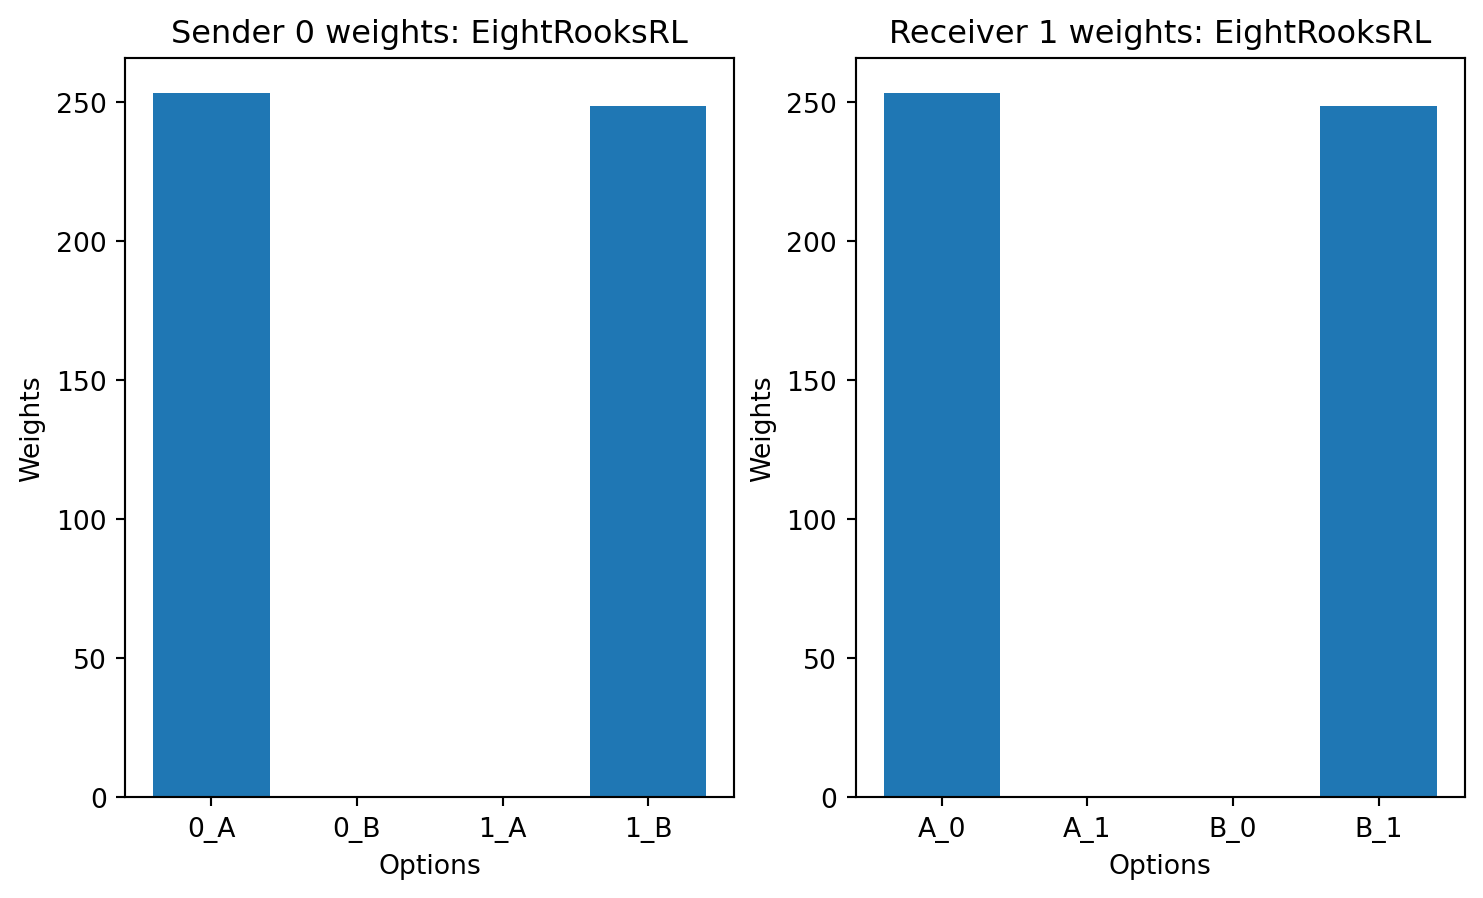 Sender 0 weights: EightRooksRL
Weights
250
200
150
100
50
0
0_A 0_B 1_A 1_B
Options
Receiver 1 weights: EightRooksRL
Weights
250
200
150
100
50
0
A_0 A_1 B_0 B_1
Options